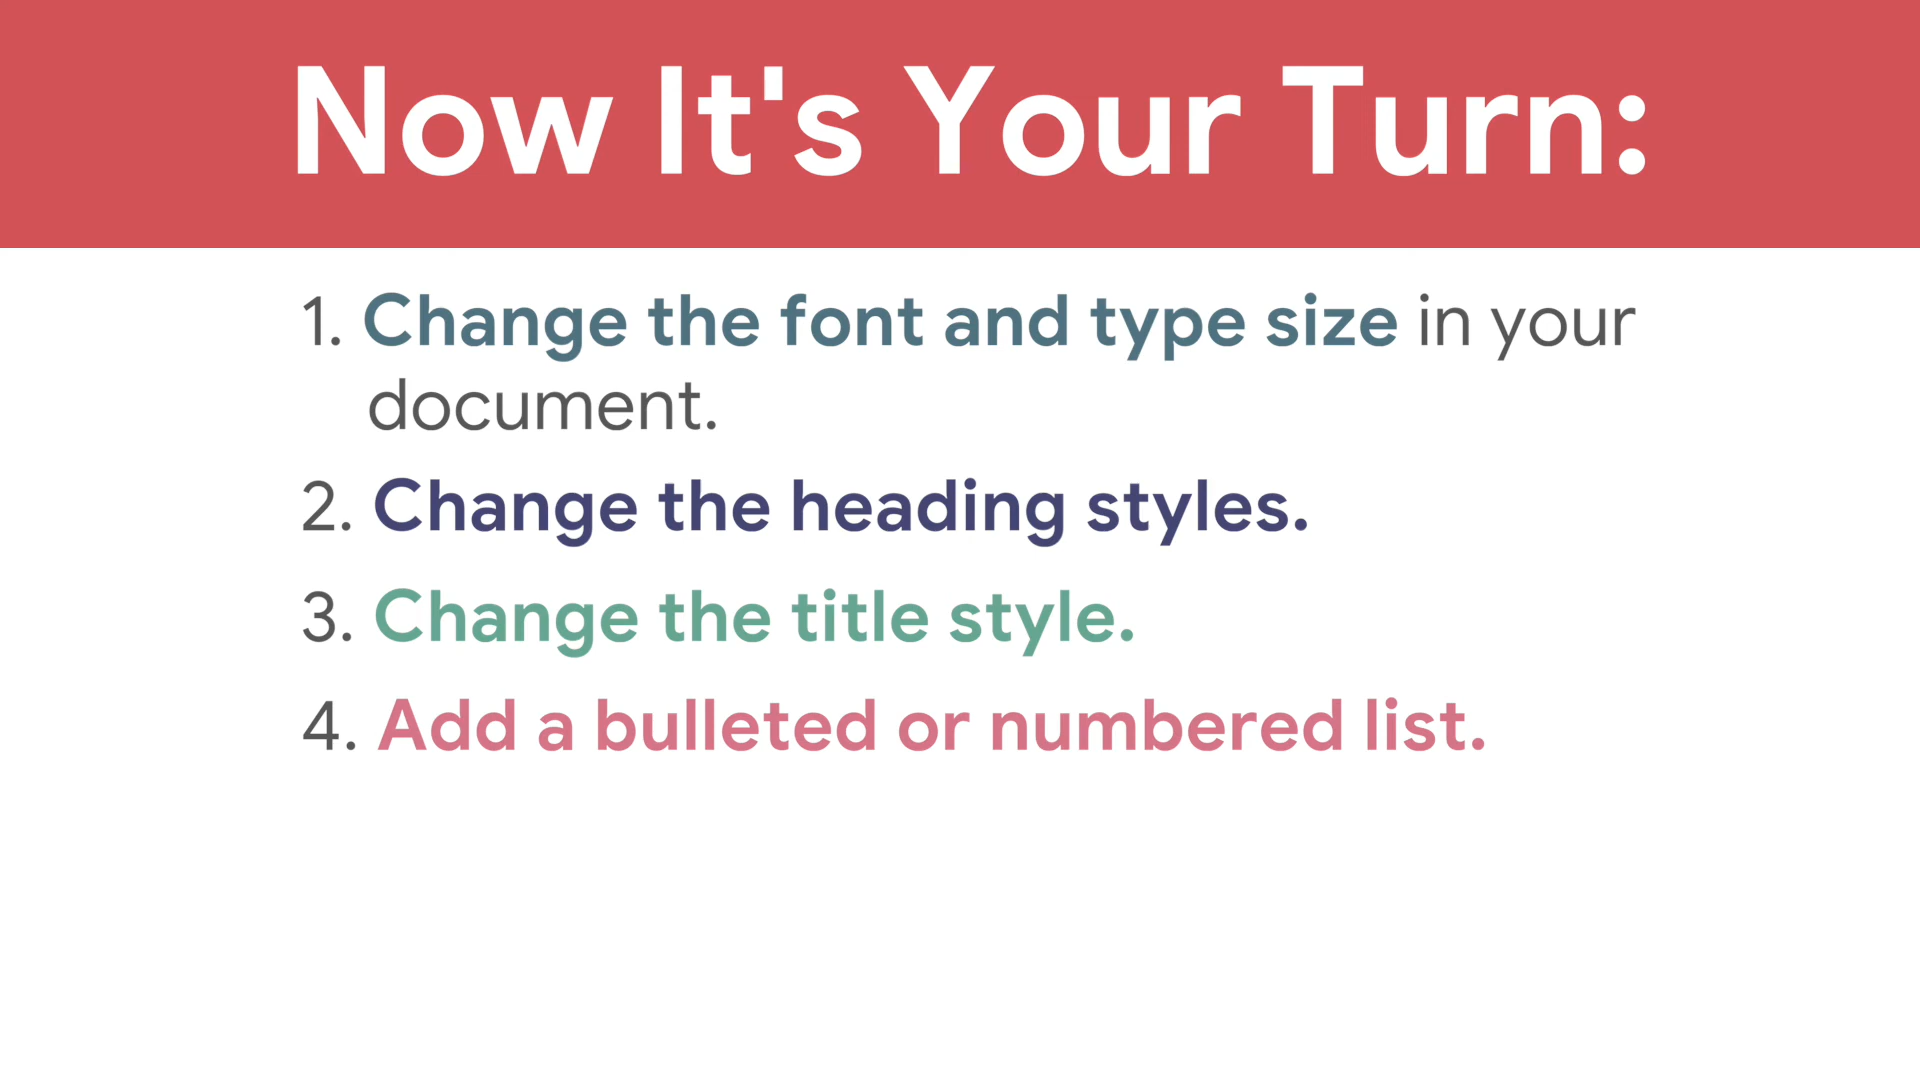 Now It's Your Turn:
1. Change the font and type size in your
document.
2. Change the heading styles.
3. Change the title style.
4. Add a bulleted or numbered list.